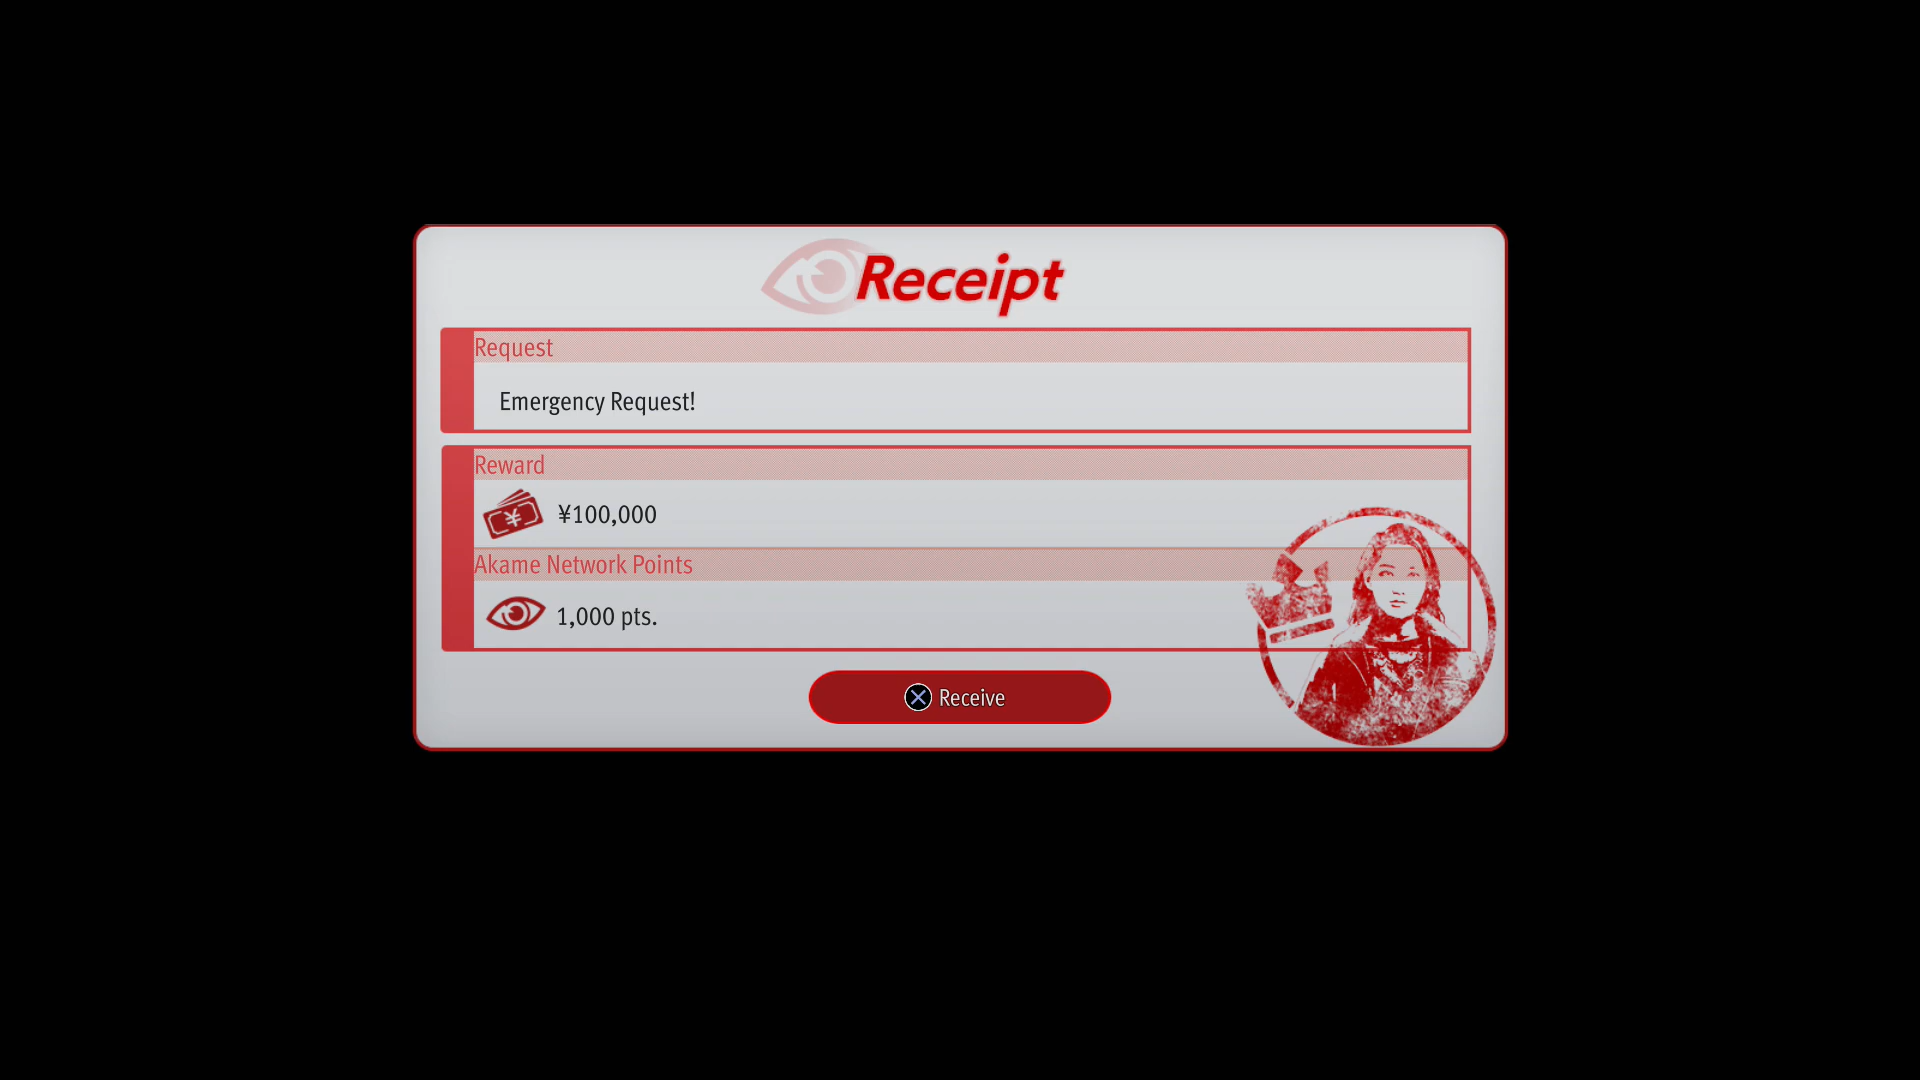 Receipt
Request
Emergency Request!
Reward
¥100,000
Akame Network Points
1,000 pts.
Receive